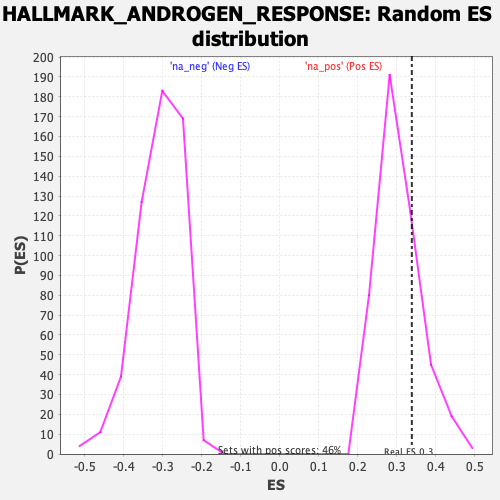 HALLMARK_ANDROGEN_RESPONSE: Random ES
distribution
'na_neg' (Neg ES)
'na_pos' (Pos ES)
200
190
180
170
160
150
140
130
120
110
100
90
80
70
60
50
40
30
20
10
0
P(ES)
Sets with pos scores: 46%
Real ES 0.3
-0.5 -0.4 -0.3 -0.2 -0.1 0.0 0.1 0.2 0.3 0.4 0.5
ES